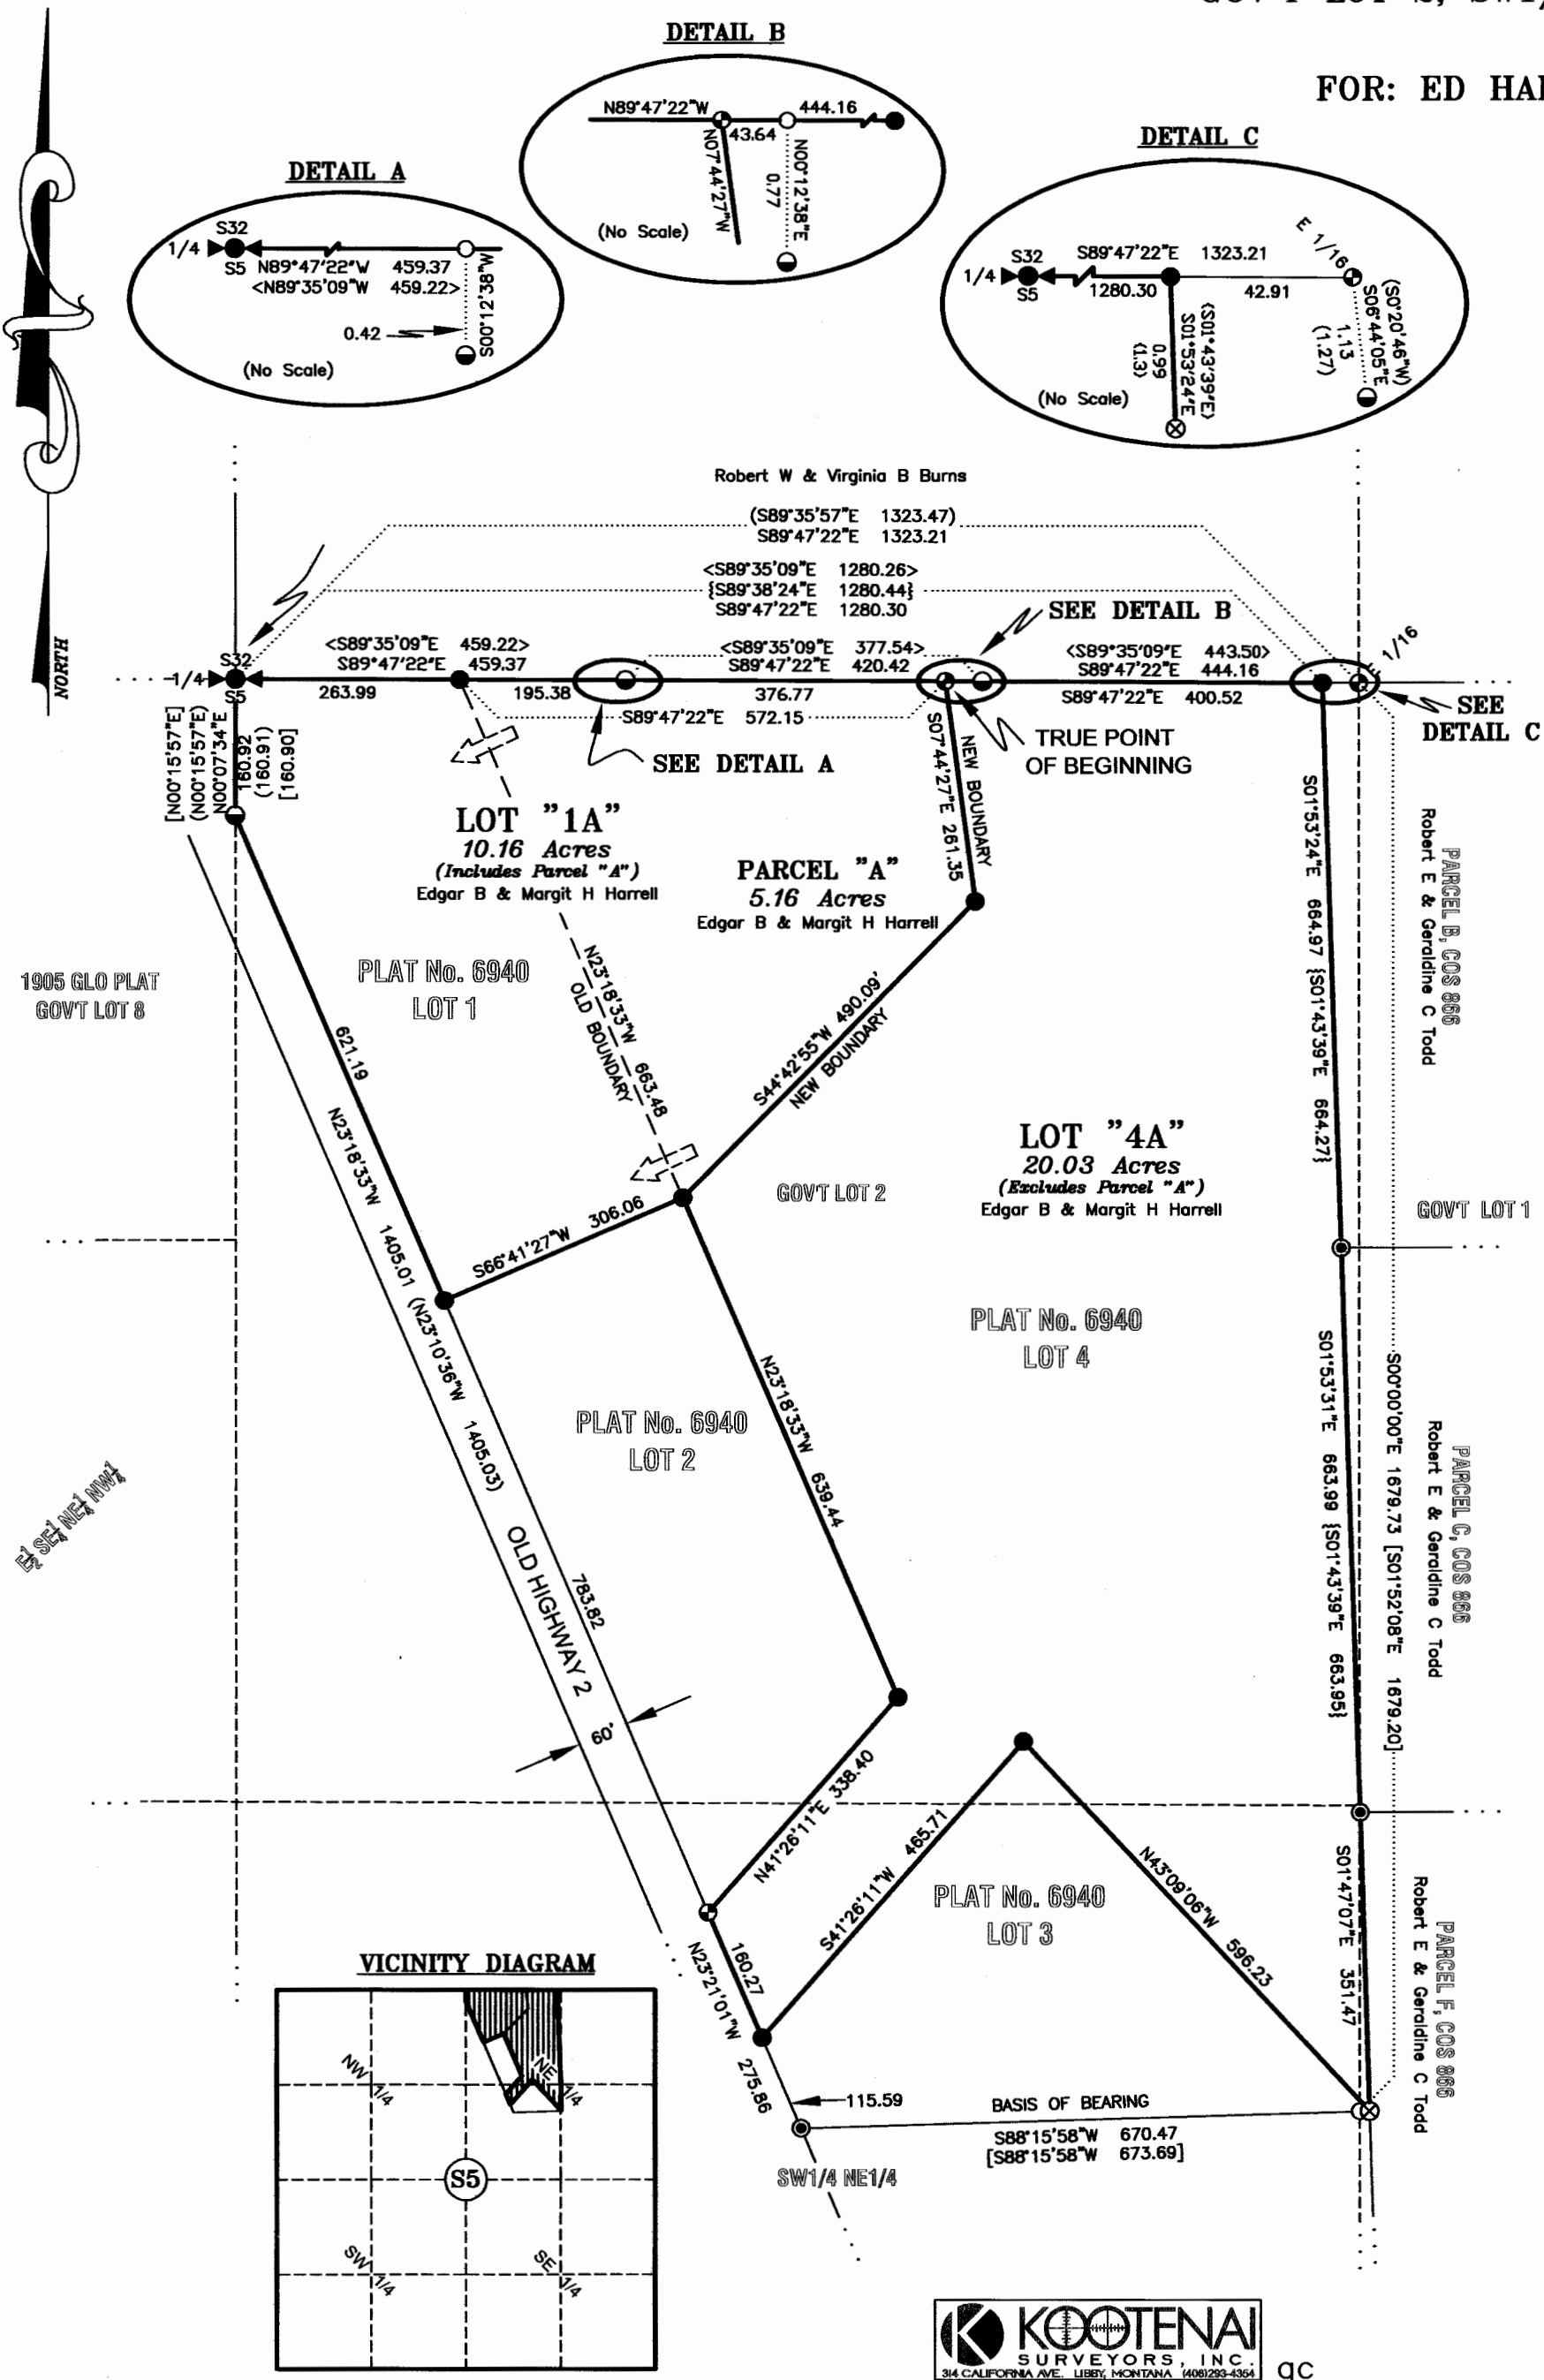 FOR: ED
DETAIL B
N89°47'22"W
444.16
43.64
N07°44'27"W
N00°12'38"E
0.77
(No Scale)
DETAIL A
S32
1/4
S5
N89°47'22"W 459.37
<N89°35'09"W 459.22>
S00°12'38"W
0.42
(No Scale)
DETAIL C
E 1/16
S32
S89°47'22"E 1323.21
1/4
S5
1280.30
42.91
(S0°20'46"W)
S06°44'05"E
1.13
(1.27)
{S01°43'39"E}
S01°53'24"E
0.99
{1.3}
(No Scale)
NORTH
Robert W & Virginia B Burns
(S89°35'57"E 1323.47)
S89°47'22"E 1323.21
<S89°35'09"E 1280.26>
{S89°38'24"E 1280.44}
S89°47'22"E 1280.30
SEE DETAIL B
<S89°35'09"E 459.22>
S89°47'22"E 459.37
<S89°35'09"E 377.54>
S89°47'22"E 420.42
<S89°35'09"E 443.50>
S89°47'22"E 444.16
E 1/16
S32
1/4
S5
263.99
195.38
376.77
S89°47'22"E 400.52
S89°47'22"E 572.15
SEE
DETAIL C
SEE DETAIL A
TRUE POINT
OF BEGINNING
[N00°15'57"E]
(N00°15'57"E)
N00°07'34"E
160.92
(160.91)
[160.90]
NEW BOUNDARY
S07°44'27"E 261.35
LOT "1A"
10.16 Acres
(Includes Parcel "A")
Edgar B & Margit H Harrell
PARCEL "A"
5.16 Acres
Edgar B & Margit H Harrell
PARCEL B, COS 866
Robert E & Geraldine C Todd
S01°53'24"E 664.97 {S01°43'39"E 664.27}
1905 GLO PLAT
GOV'T LOT 8
PLAT No. 6940
LOT 1
N23°18'33"W 663.48
OLD BOUNDARY
S44°42'55"W 490.09'
NEW BOUNDARY
621.19
N23°18'33"W 1405.01 (N23°10'36"W 1405.03)
LOT "4A"
20.03 Acres
(Excludes Parcel "A")
Edgar B & Margit H Harrell
GOV'T LOT 2
GOV'T LOT 1
S66°41'27"W 306.06
PLAT No. 6940
LOT 4
PLAT No. 6940
LOT 2
N23°18'33"W 639.44
S01°53'31"E 663.99 {S01°43'39"E 663.95}
S00°00'00"E 1679.73 [S01°52'08"E 1679.20]
PARCEL C, COS 866
Robert E & Geraldine C Todd
E½ SE¼ NE¼ NW¼
OLD HIGHWAY 2
783.82
60'
N41°26'11"E 338.40
S41°26'11"W 465.71
N43°09'06"W 596.23
PLAT No. 6940
LOT 3
S01°47'07"E 351.47
PARCEL F, COS 866
Robert E & Geraldine C Todd
160.27
N23°21'01"W 275.86
115.59
BASIS OF BEARING
S88°15'58"W 670.47
[S88°15'58"W 673.69]
SW1/4 NE1/4
VICINITY DIAGRAM
NW 1/4
NE 1/4
S5
SW 1/4
SE 1/4
KOOTENAI
SURVEYORS, INC.
314 CALIFORNIA AVE. LIBBY, MONTANA (406)293-4354
gc